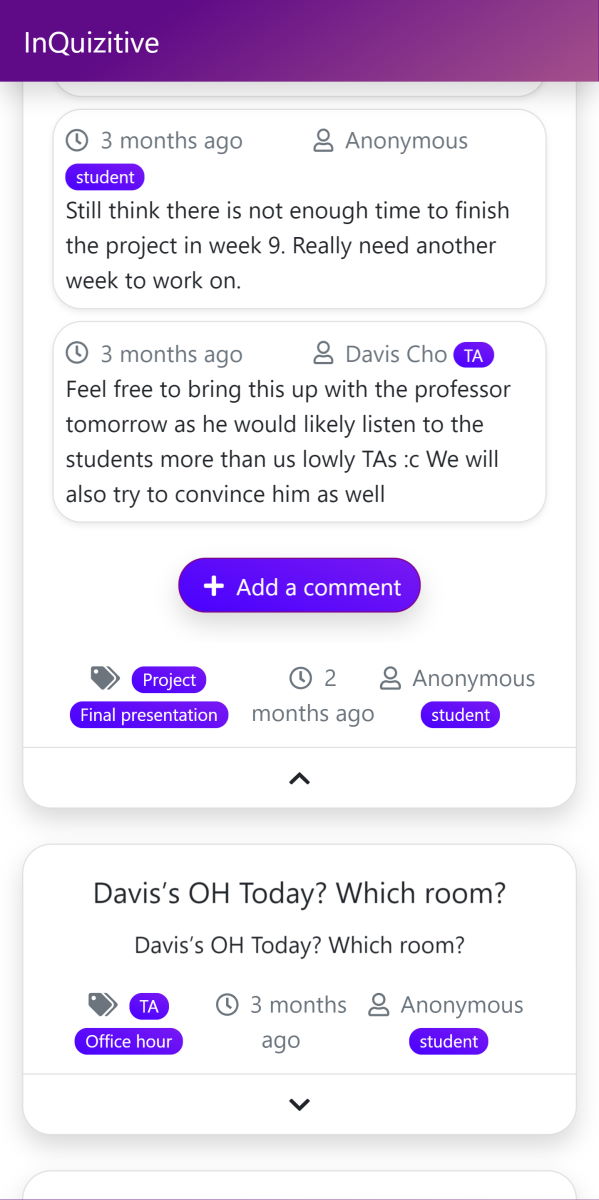 InQuizitive
3 months ago Anonymous
student
Still think there is not enough time to finish
the project in week 9. Really need another
week to work on.
3 months ago Davis Cho TA
Feel free to bring this up with the professor
tomorrow as he would likely listen to the
students more than us lowly TAs :c We will
also try to convince him as well
Add a comment
Project 2 Anonymous
Final presentation months ago student
Davis’s OH Today? Which room?
Davis’s OH Today? Which room?
TA 3 months Anonymous
Office hour ago student